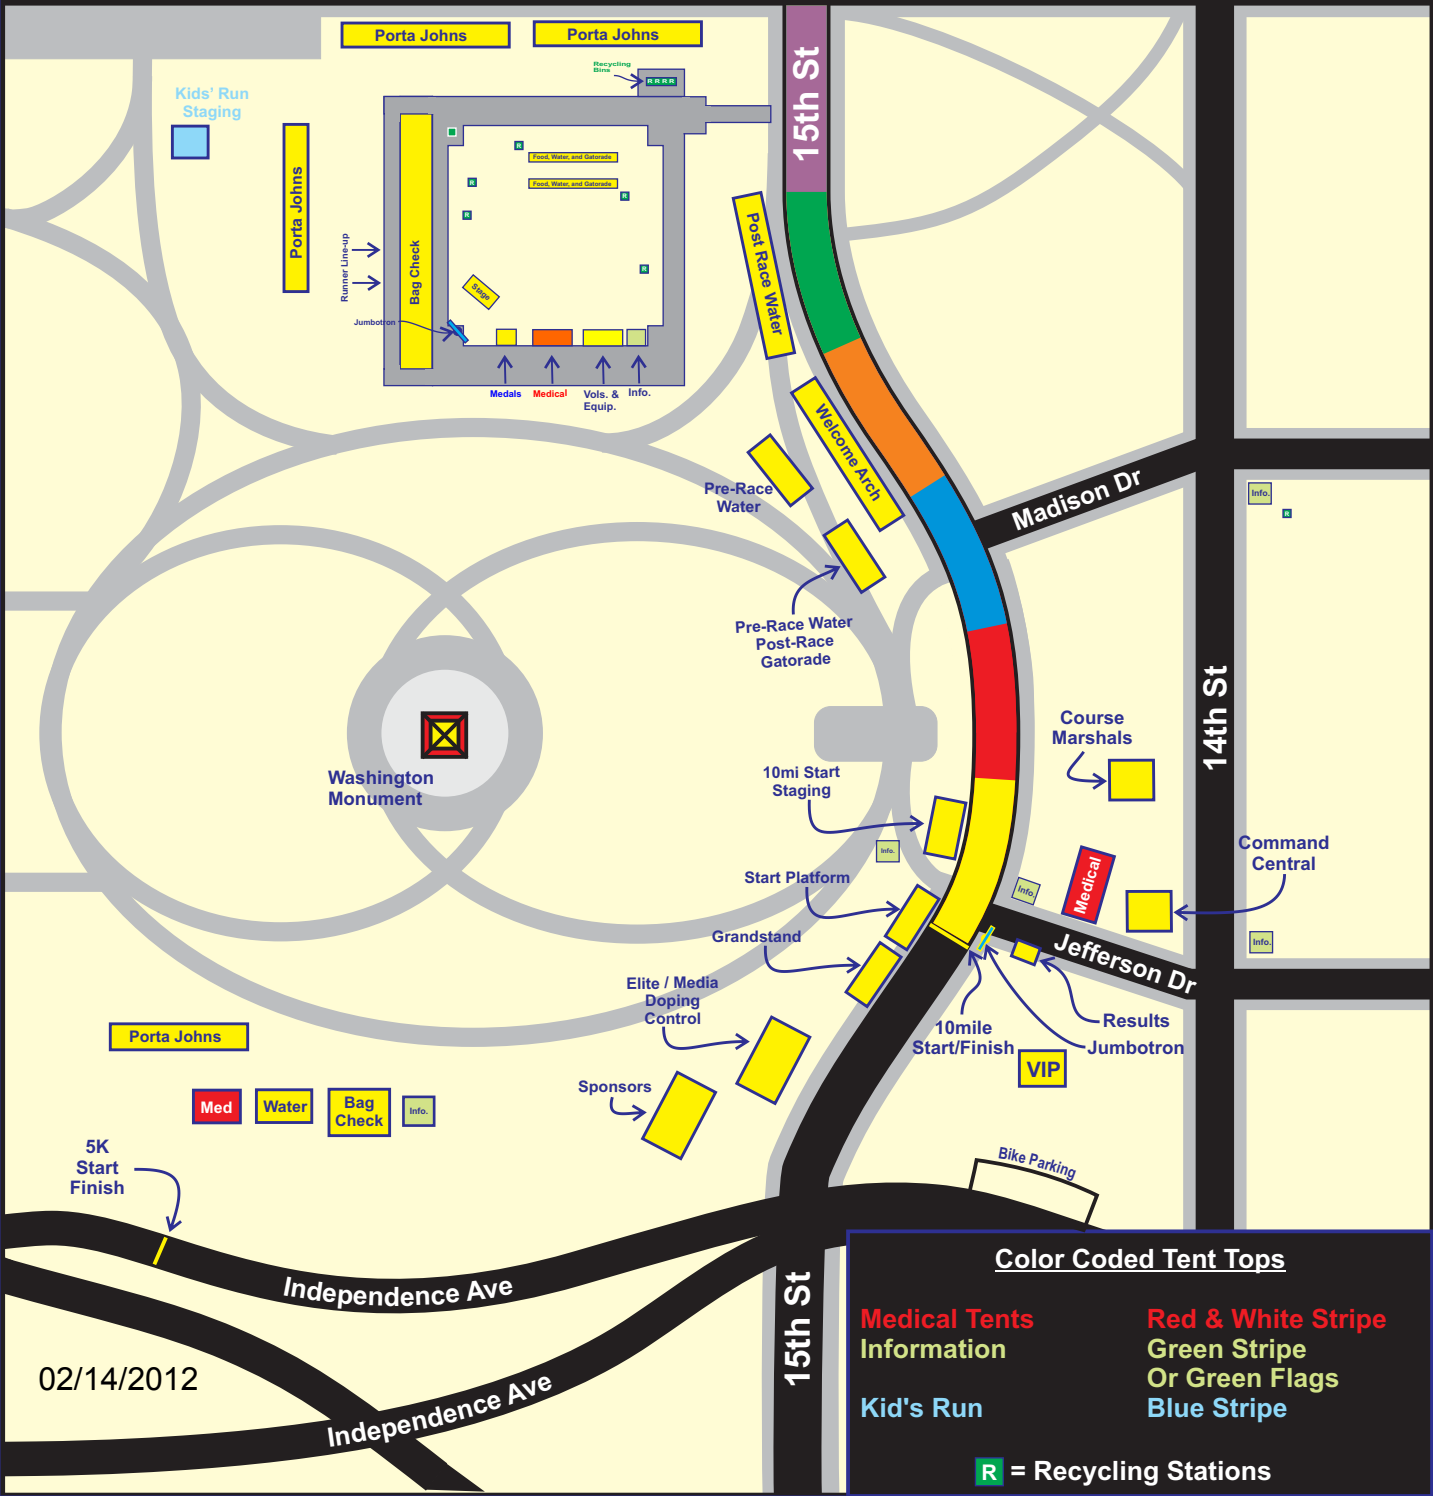 Porta Johns
Porta Johns
15th St
Recycling
Bins
R R R R
Kids' Run
Staging
Porta Johns
R
Food, Water, and Gatorade
Food, Water, and Gatorade
R
R
R
R
Runner Line-up
Bag Check
Stage
Jumbotron
Medals
Medical
Vols. &
Equip.
Info.
Post Race Water
Welcome Arch
Pre-Race
Water
Madison Dr
Info.
R
Pre-Race Water
Post-Race
Gatorade
14th St
Course
Marshals
Washington
Monument
10mi Start
Staging
Info.
Command
Central
Start Platform
Info.
Medical
Grandstand
Jefferson Dr
Info.
Elite / Media
Doping
Control
Results
10mile
Start/Finish
Jumbotron
VIP
Porta Johns
Sponsors
Med
Water
Bag
Check
Info.
5K
Start
Finish
Bike Parking
Independence Ave
15th St
Independence Ave
02/14/2012
Color Coded Tent Tops
Medical Tents Red & White Stripe
Information Green Stripe
Or Green Flags
Kid's Run Blue Stripe
R = Recycling Stations